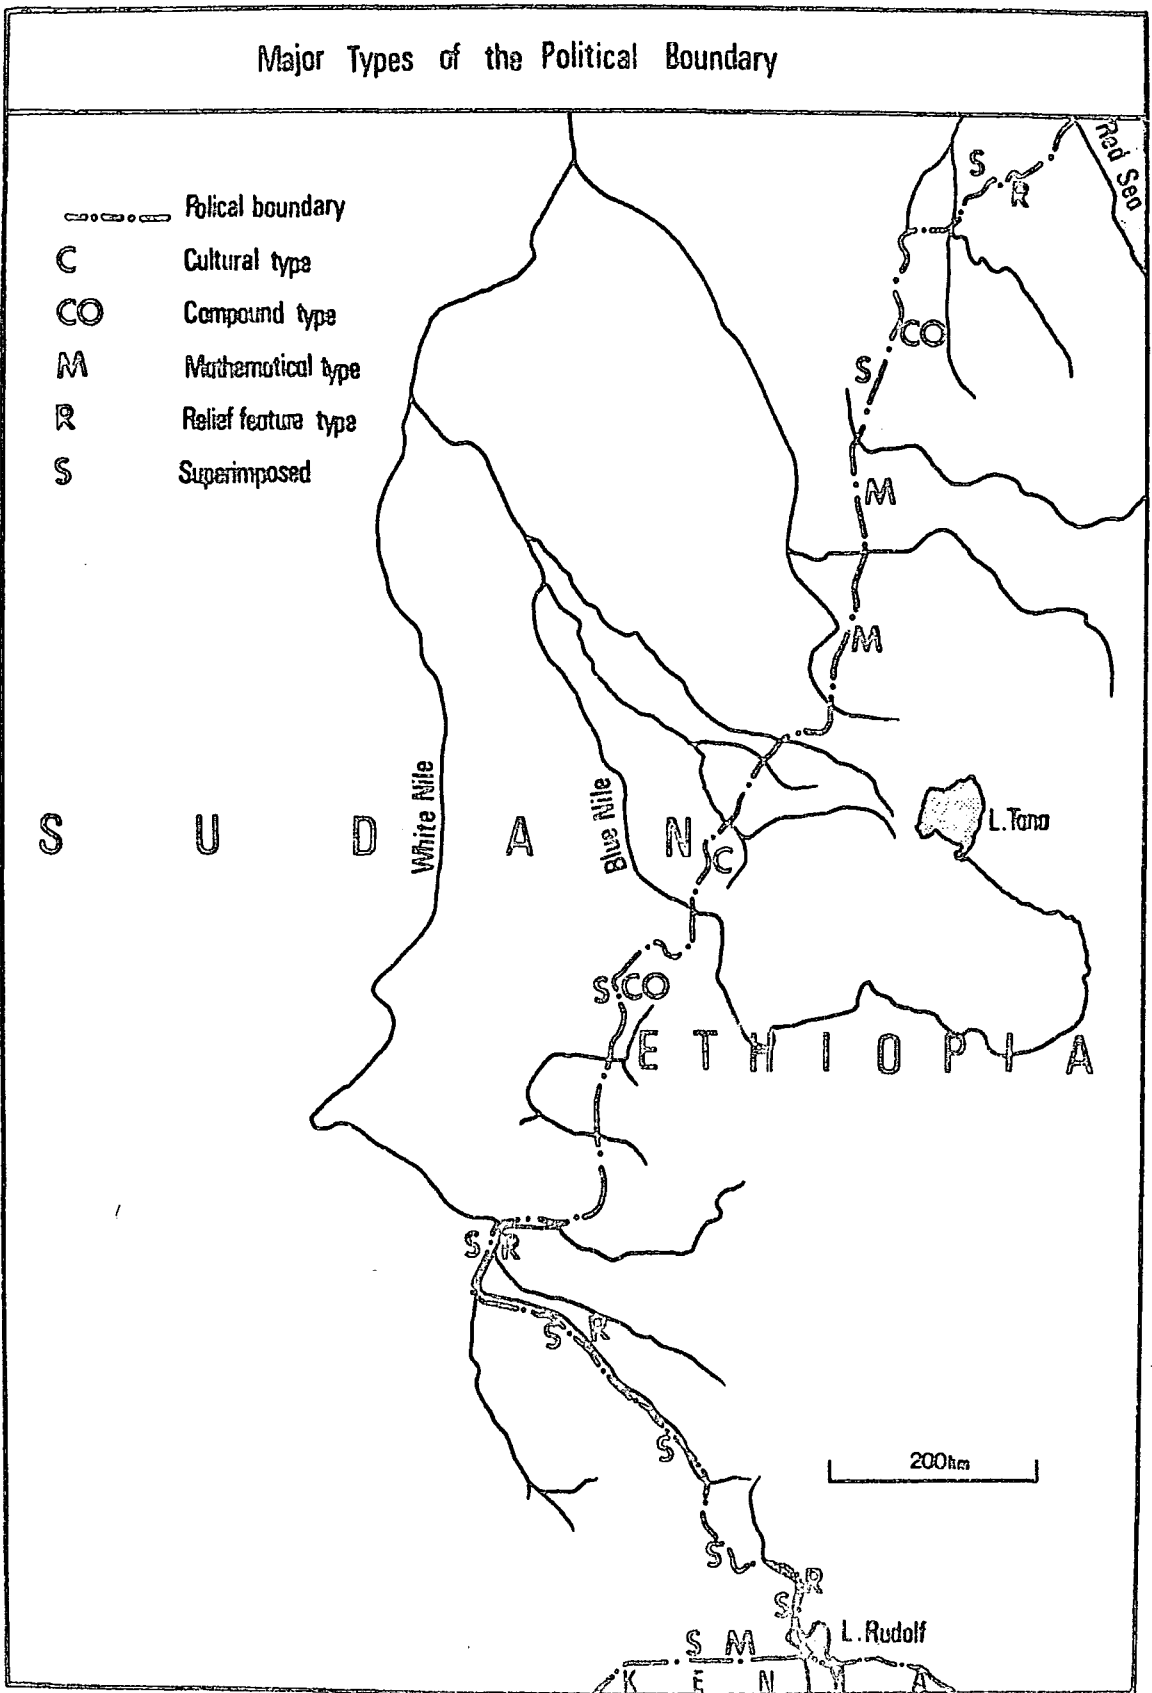 Major Types of the Political Boundary
Polical boundary
C Cultural type
CO Compound type
M Mathematical type
R Relief feature type
S Superimposed
Red Sea
S
R
CO
S
M
M
White Nile
Blue Nile
L.Tana
S U D A N
C
S CO
E T H I O P I A
S R
S R
S
200km
S
R
S
L.Rudolf
S M
K E N Y A